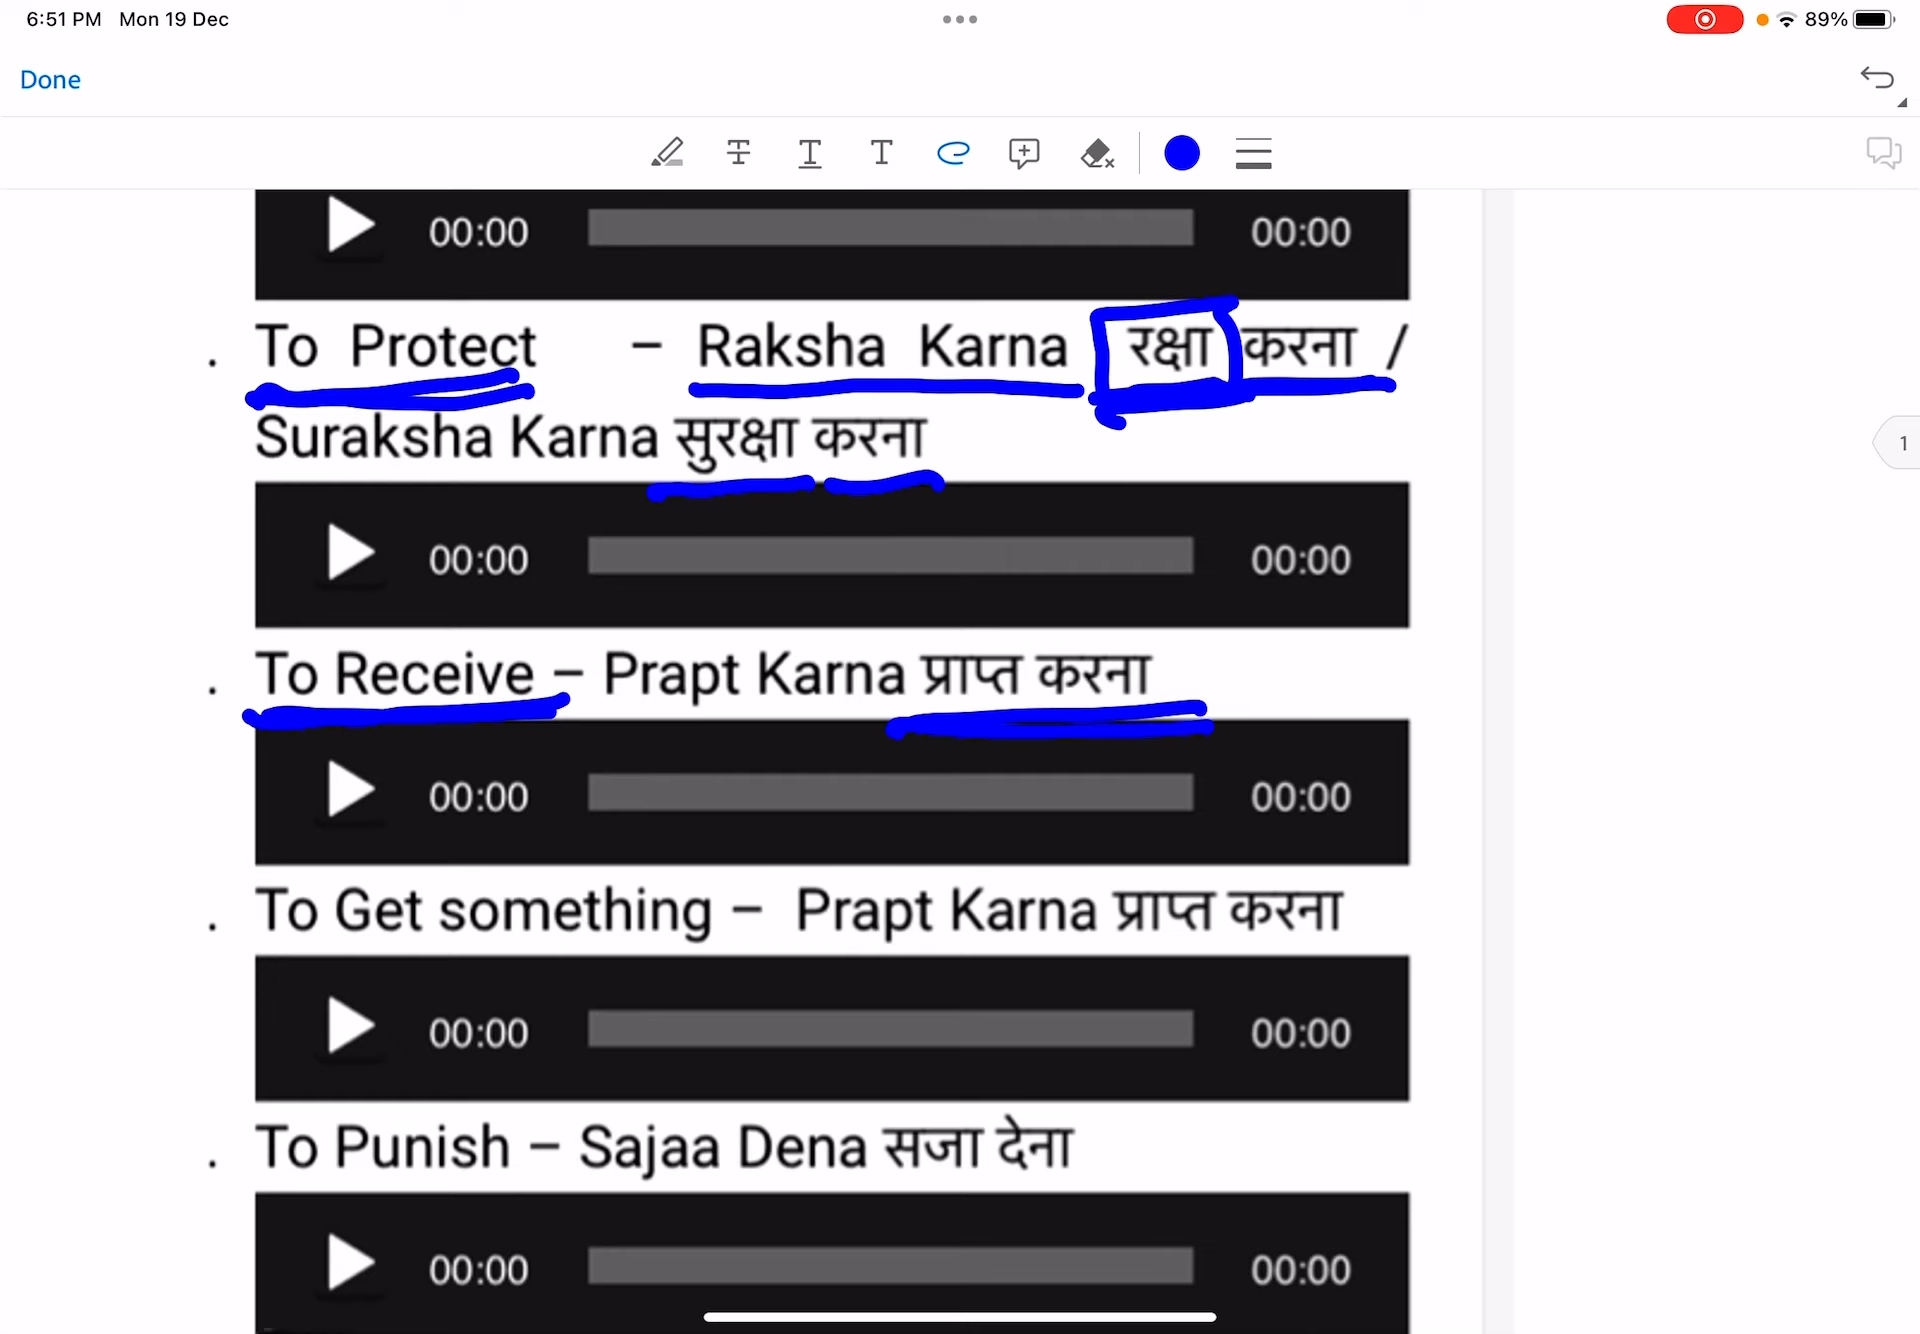 6:51 PM Mon 19 Dec
89%
Done
T T T
00:00 00:00
. To Protect – Raksha Karna रक्षा करना /
Suraksha Karna सुरक्षा करना
1
00:00 00:00
. To Receive – Prapt Karna प्राप्त करना
00:00 00:00
. To Get something – Prapt Karna प्राप्त करना
00:00 00:00
. To Punish – Sajaa Dena सजा देना
00:00 00:00